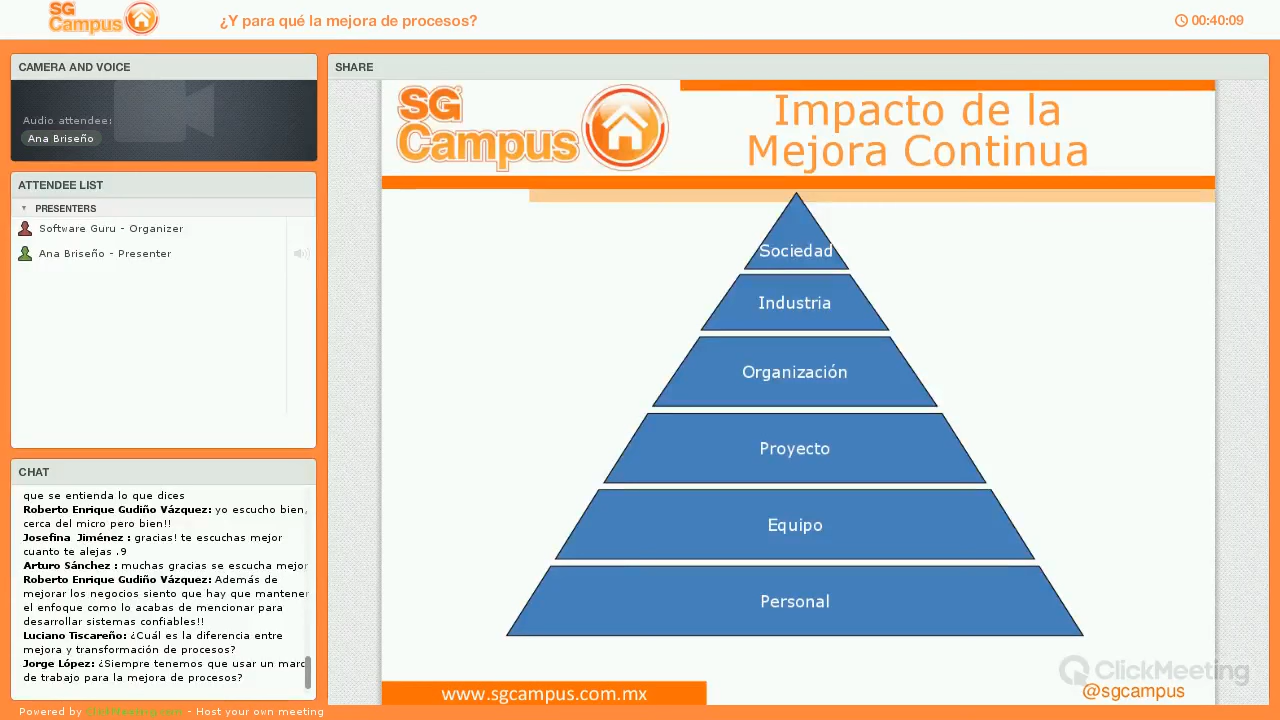 SG Campus
¿Y para qué la mejora de procesos?
00:40:09
CAMERA AND VOICE
Audio attendee:
Ana Briseño
ATTENDEE LIST
PRESENTERS
Software Guru - Organizer
Ana Briseño - Presenter
CHAT
que se entienda lo que dices
Roberto Enrique Gudiño Vázquez: yo escucho bien,
cerca del micro pero bien!!
Josefina Jiménez : gracias! te escuchas mejor
cuanto te alejas .9
Arturo Sánchez : muchas gracias se escucha mejor
Roberto Enrique Gudiño Vázquez: Además de
mejorar los negocios siento que hay que mantener
el enfoque como lo acabas de mencionar para
desarrollar sistemas confiables!!
Luciano Tiscareño: ¿Cuál es la diferencia entre
mejora y transformación de procesos?
Jorge López: ¿Siempre tenemos que usar un marc
de trabajo para la mejora de procesos?
Powered by ClickMeeting.com - Host your own meeting
SHARE
SG
Campus
Impacto de la
Mejora Continua
Sociedad
Industria
Organización
Proyecto
Equipo
Personal
www.sgcampus.com.mx
ClickMeeting
@sgcampus